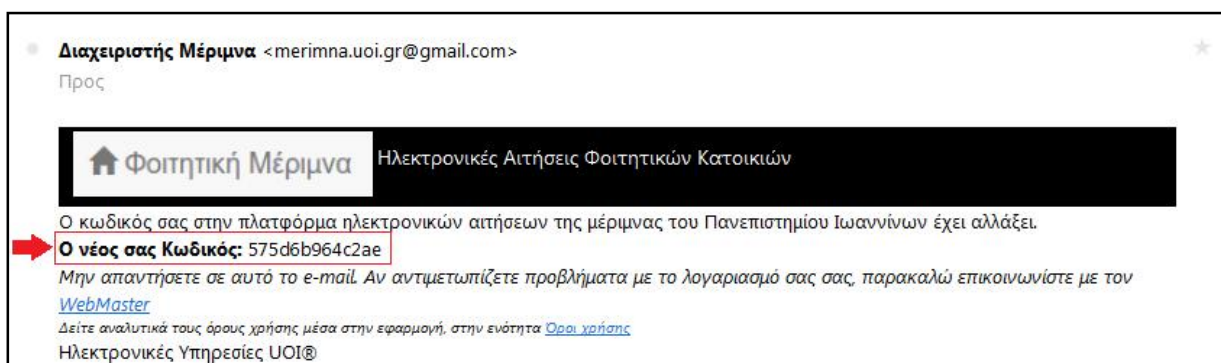 Διαχειριστής Μέριμνα <merimna.uoi.gr@gmail.com>
Προς
Φοιτητική Μέριμνα Ηλεκτρονικές Αιτήσεις Φοιτητικών Κατοικιών
Ο κωδικός σας στην πλατφόρμα ηλεκτρονικών αιτήσεων της μέριμνας του Πανεπιστημίου Ιωαννίνων έχει αλλάξει.
Ο νέος σας Κωδικός: 575d6b964c2ae
Μην απαντήσετε σε αυτό το e-mail. Αν αντιμετωπίζετε προβλήματα με το λογαριασμό σας σας, παρακαλώ επικοινωνίστε με τον
WebMaster
Δείτε αναλυτικά τους όρους χρήσης μέσα στην εφαρμογή, στην ενότητα Όροι χρήσης
Ηλεκτρονικές Υπηρεσίες UOI®